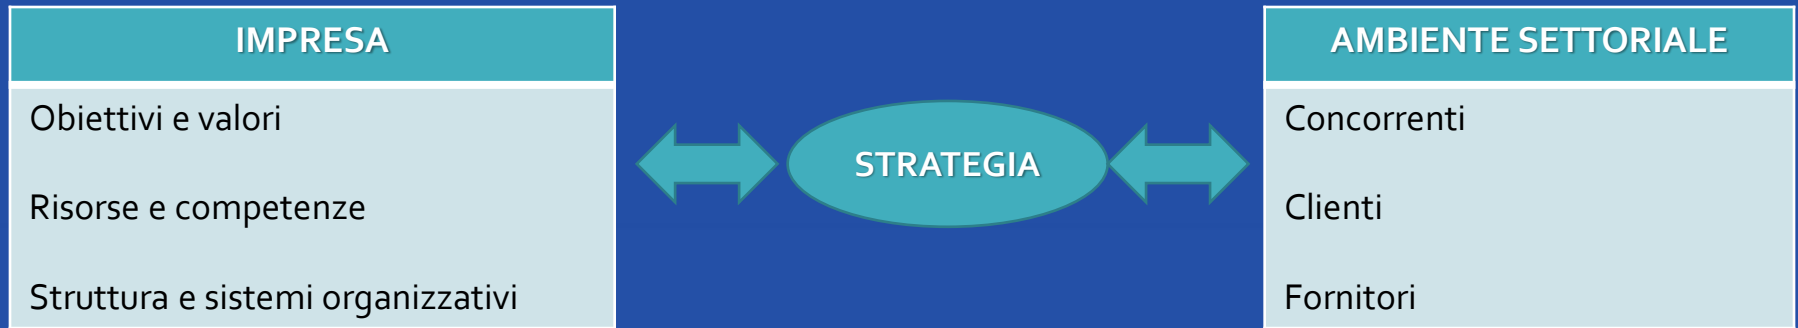 IMPRESA
Obiettivi e valori
Risorse e competenze
Struttura e sistemi organizzativi
STRATEGIA
AMBIENTE SETTORIALE
Concorrenti
Clienti
Fornitori